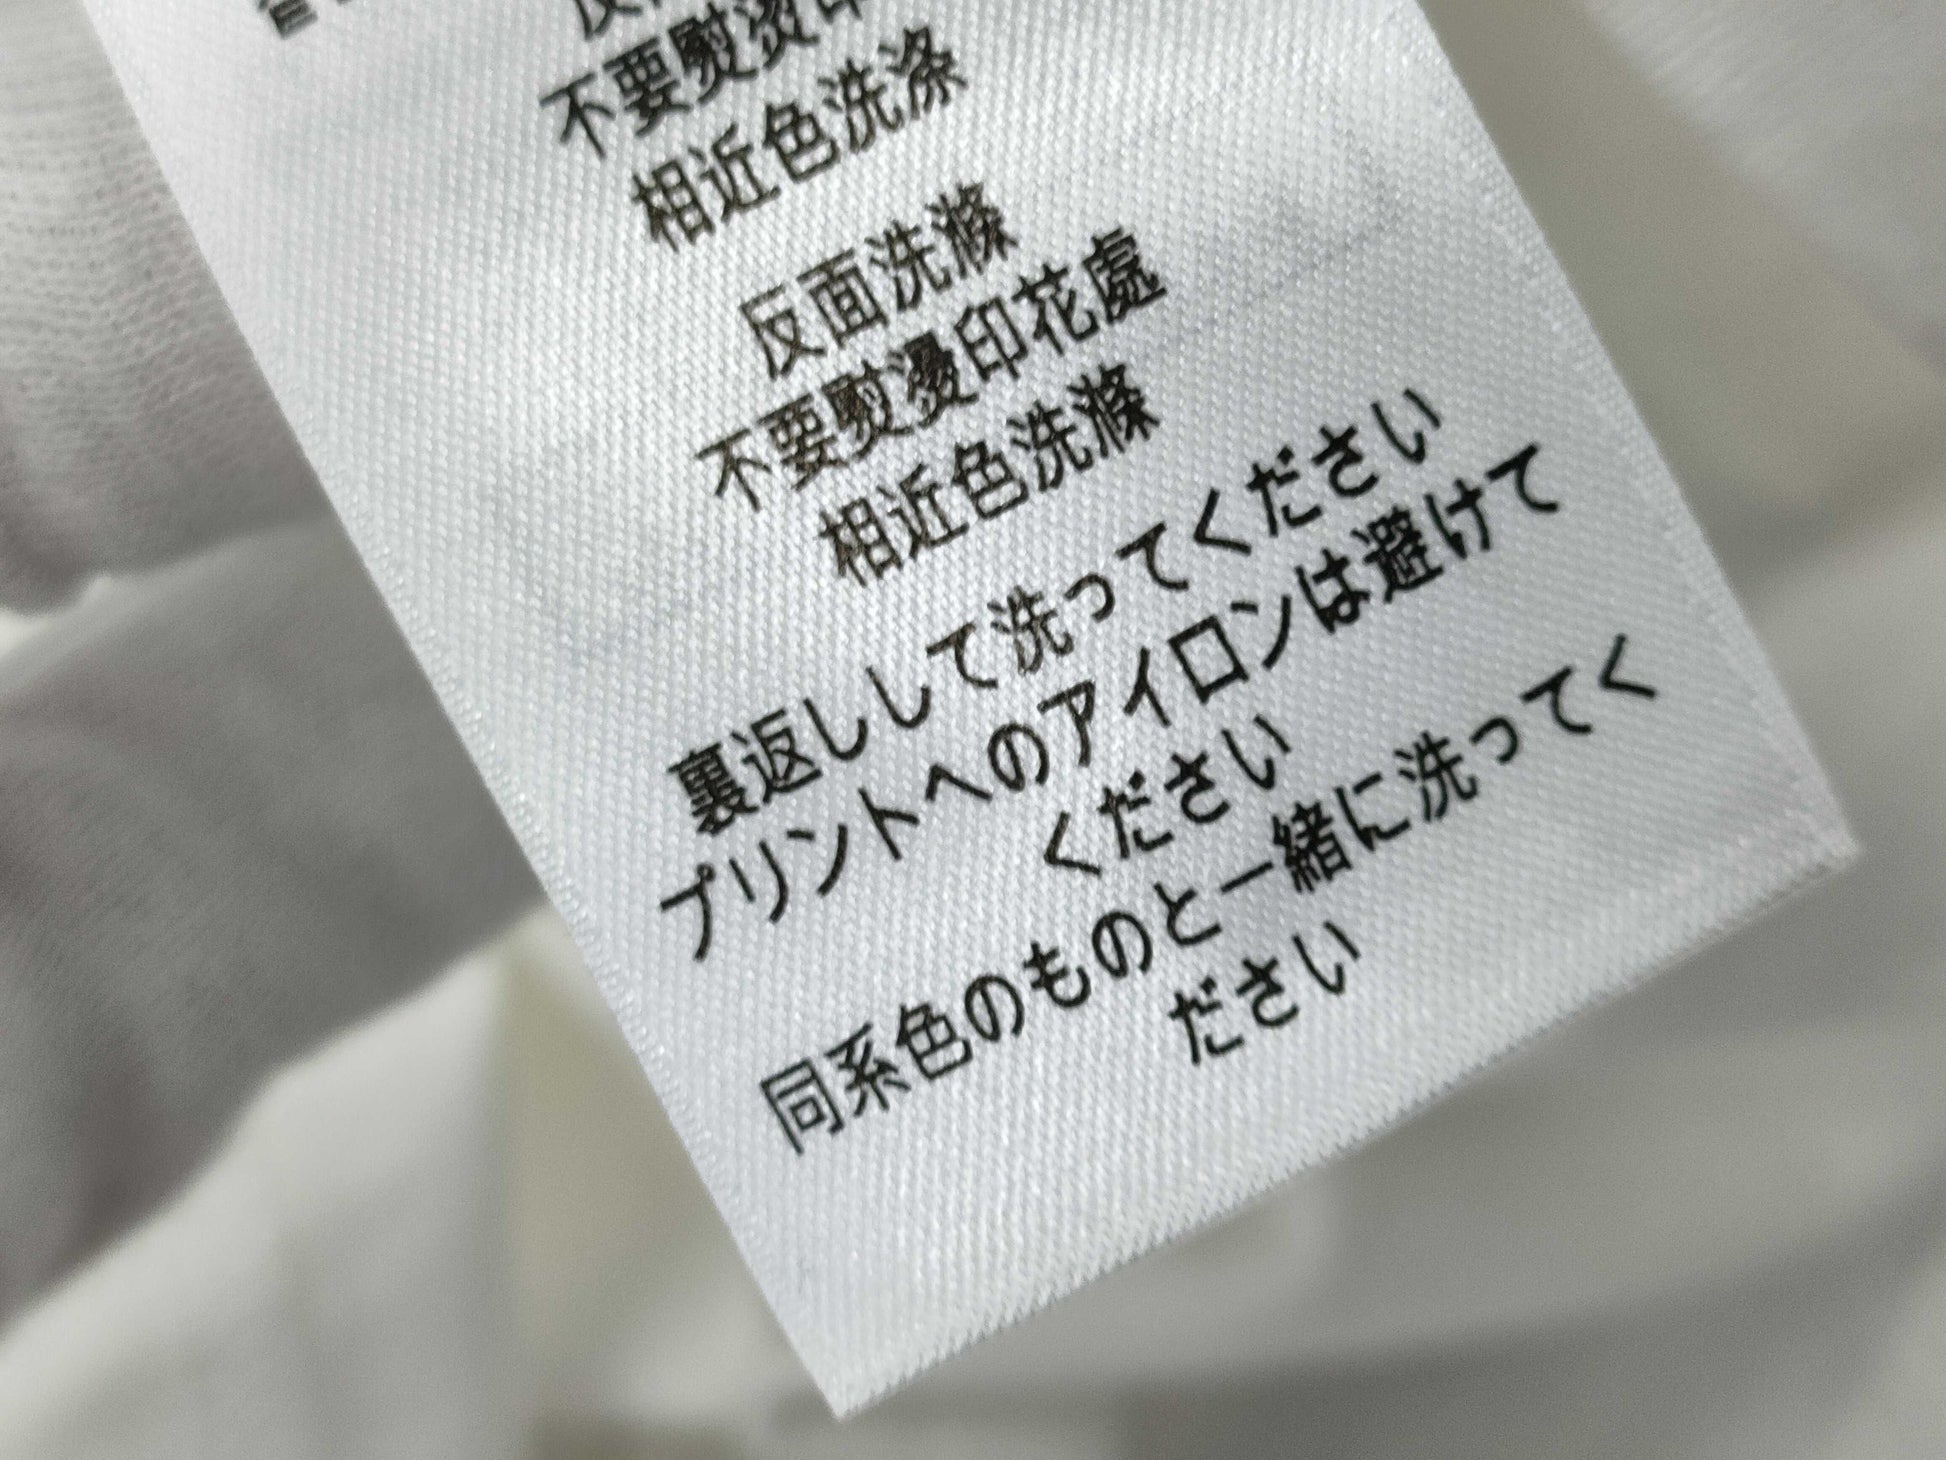 不要熨烫印
相近色洗涤
反面洗滌
不要熨燙印花處
相近色洗滌
裏返しして洗ってください
プリントへのアイロンは避けて
ください
同系色のものと一緒に洗ってく
ださい